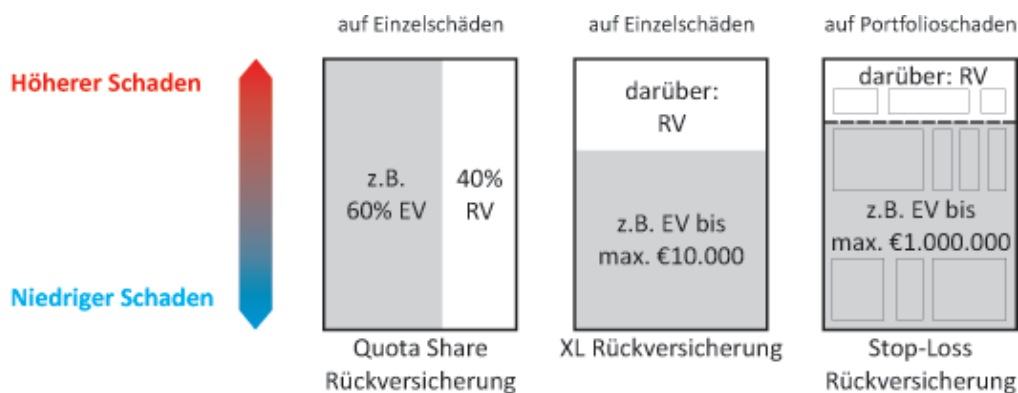 auf Einzelschäden
auf Einzelschäden
auf Portfolioschaden
Höherer Schaden
Niedriger Schaden
z.B.
60% EV
40%
RV
Quota Share
Rückversicherung
darüber:
RV
z.B. EV bis
max. €10.000
XL Rückversicherung
darüber: RV
z.B. EV bis
max. €1.000.000
Stop-Loss
Rückversicherung